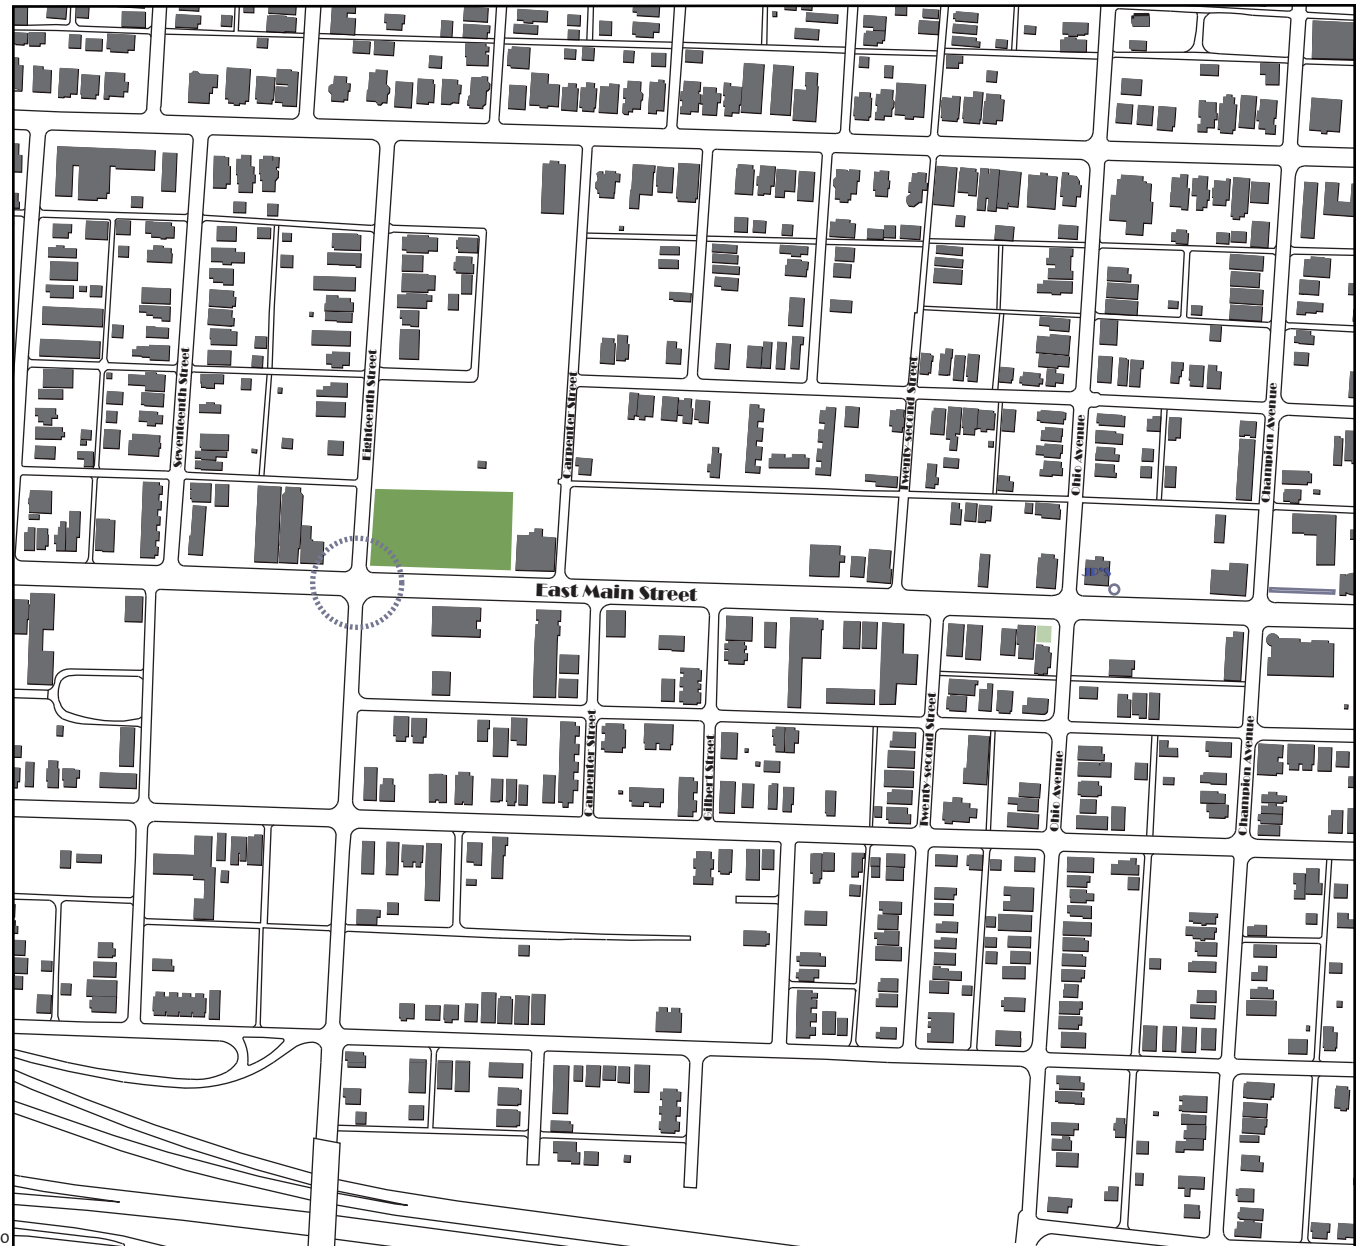 Seventeenth Street
Eighteenth Street
Carpenter Street
Twenty second Street
Ohio Avenue
Champion Avenue
East Main Street
JJD'S
Carpenter Street
Gilbert Street
Twenty second Street
Ohio Avenue
Champion Avenue
o